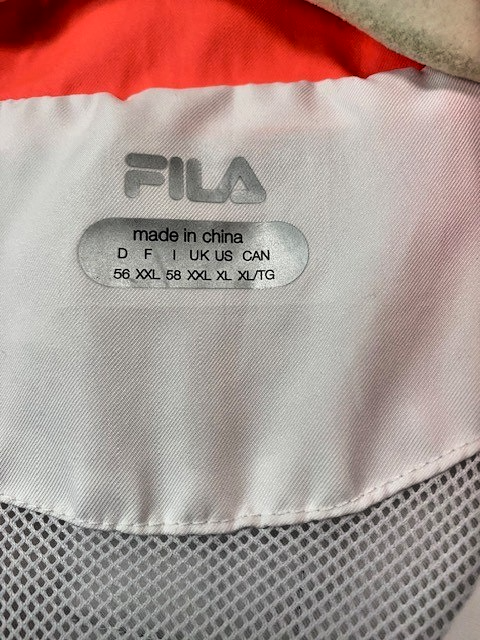 FILA
made in china
D F I UK US CAN
56 XXL 58 XXL XL XL/TG